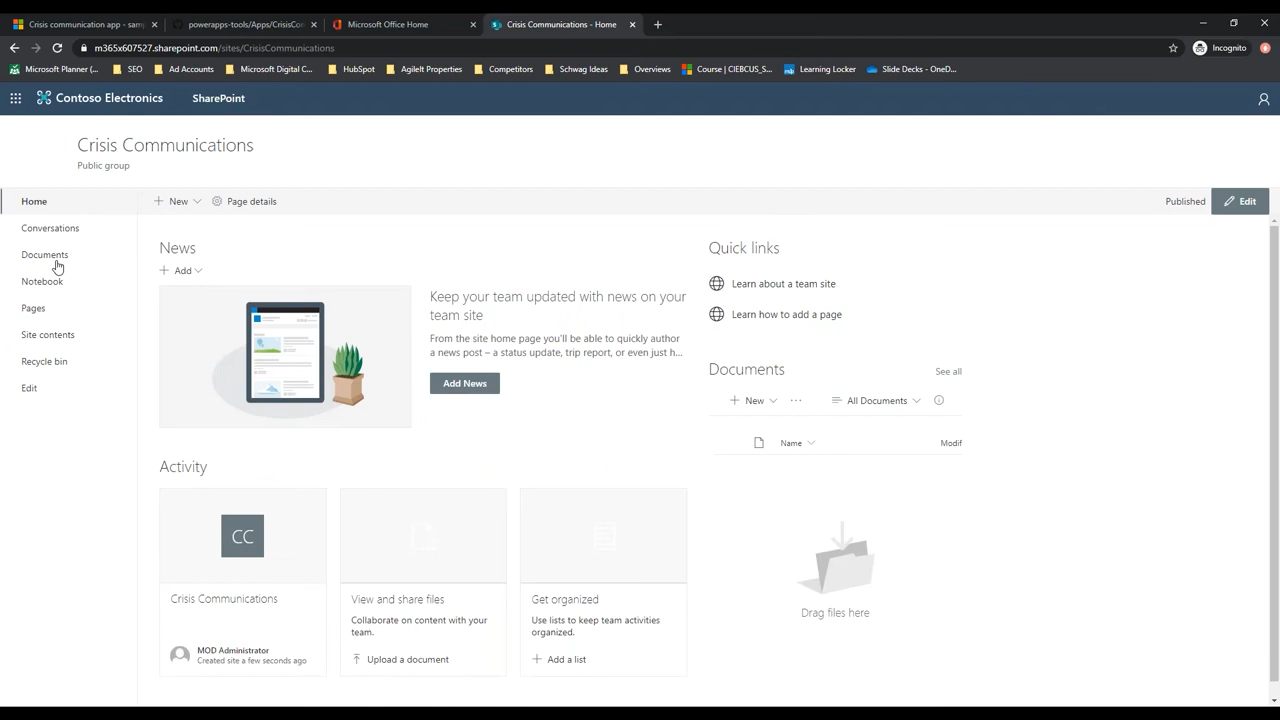 Crisis communication app - sam
powerapps-tools/Apps/CrisisCor
Microsoft Office Home
Crisis Communications - Home
m365x607527.sharepoint.com/sites/CrisisCommunications
Incognito
Microsoft Planner (...
SEO
Ad Accounts
Microsoft Digital C...
HubSpot
AgileIt Properties
Competitors
Schwag Ideas
Overviews
Course | CIEBCUS_S...
Learning Locker
Slide Decks - OneD...
Contoso Electronics
SharePoint
Crisis Communications
Public group
Home
New
Page details
Published
Edit
Conversations
Documents
Notebook
Pages
Site contents
Recycle bin
Edit
News
Add
Keep your team updated with news on your
team site
From the site home page you'll be able to quickly author
a news post – a status update, trip report, or even just h...
Add News
Quick links
Learn about a team site
Learn how to add a page
Documents
See all
New
All Documents
Name
Modif
Drag files here
Activity
CC
Crisis Communications
MOD Administrator
Created site a few seconds ago
View and share files
Collaborate on content with your
team.
Upload a document
Get organized
Use lists to keep team activities
organized.
Add a list